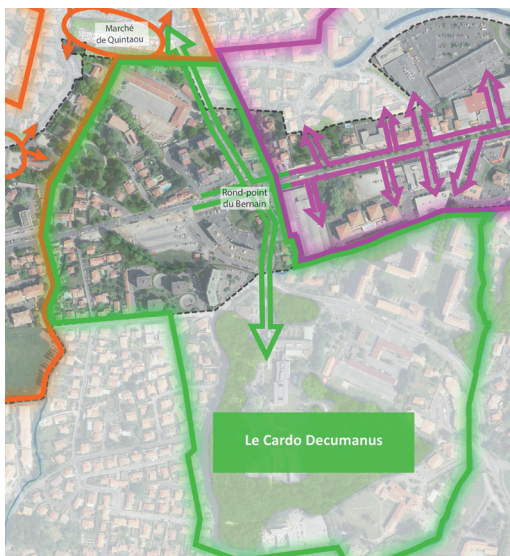 Marché
de Quintaou
Rond-point
du Bernain
Le Cardo Decumanus